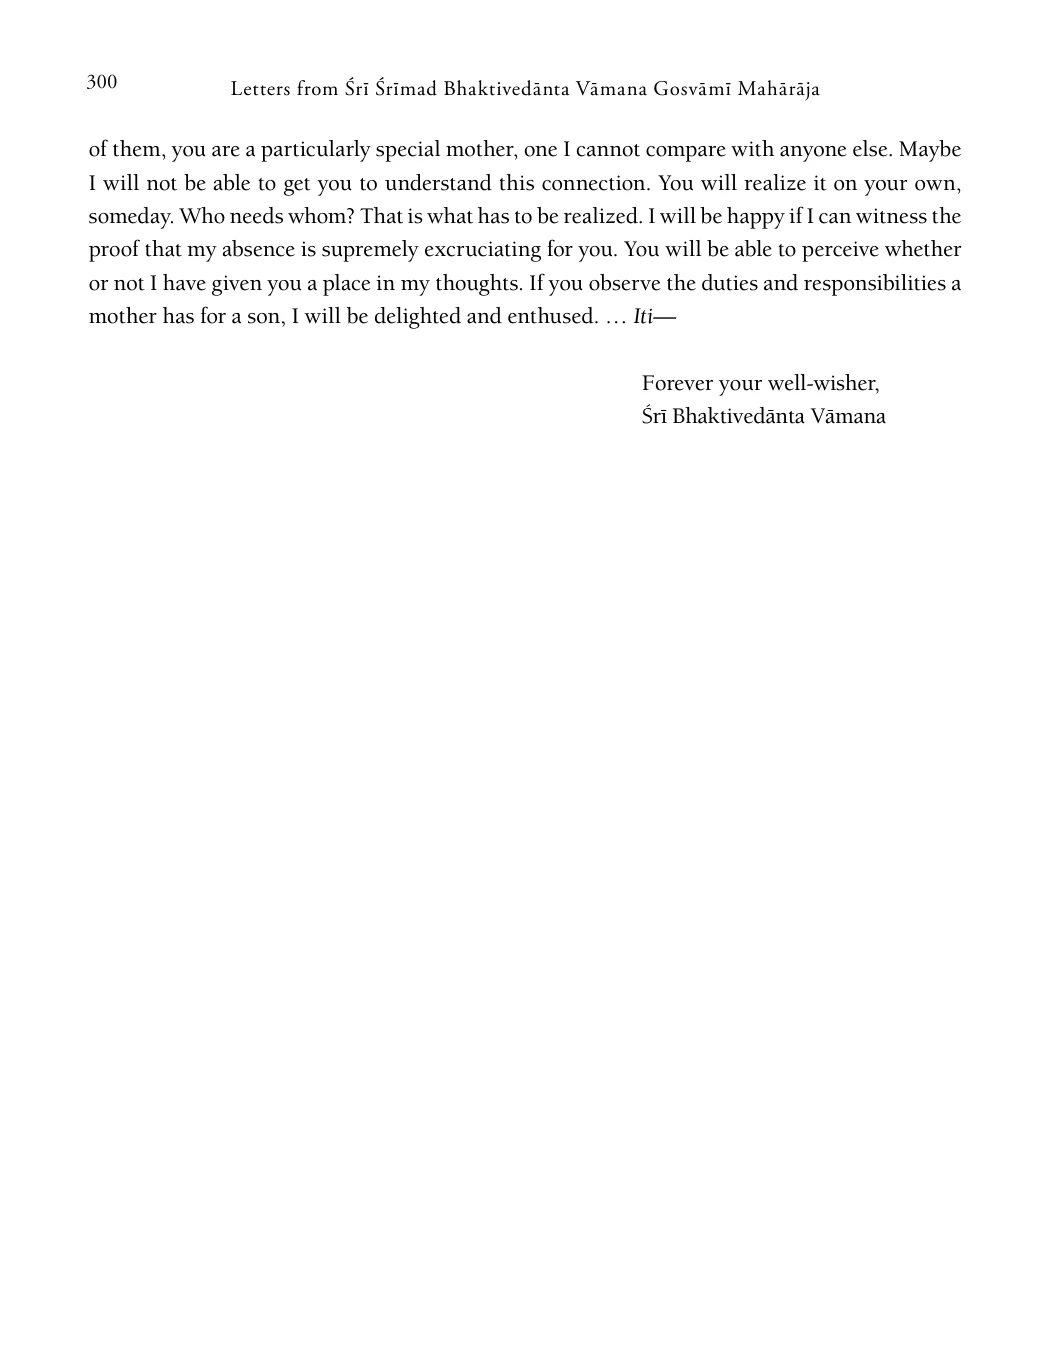 300
Letters from Śrī Śrīmad Bhaktivedānta Vāmana Gosvāmī Mahārāja
of them, you are a particularly special mother, one I cannot compare with anyone else. Maybe
I will not be able to get you to understand this connection. You will realize it on your own,
someday. Who needs whom? That is what has to be realized. I will be happy if I can witness the
proof that my absence is supremely excruciating for you. You will be able to perceive whether
or not I have given you a place in my thoughts. If you observe the duties and responsibilities a
mother has for a son, I will be delighted and enthused. … Iti—
Forever your well-wisher,
Śrī Bhaktivedānta Vāmana